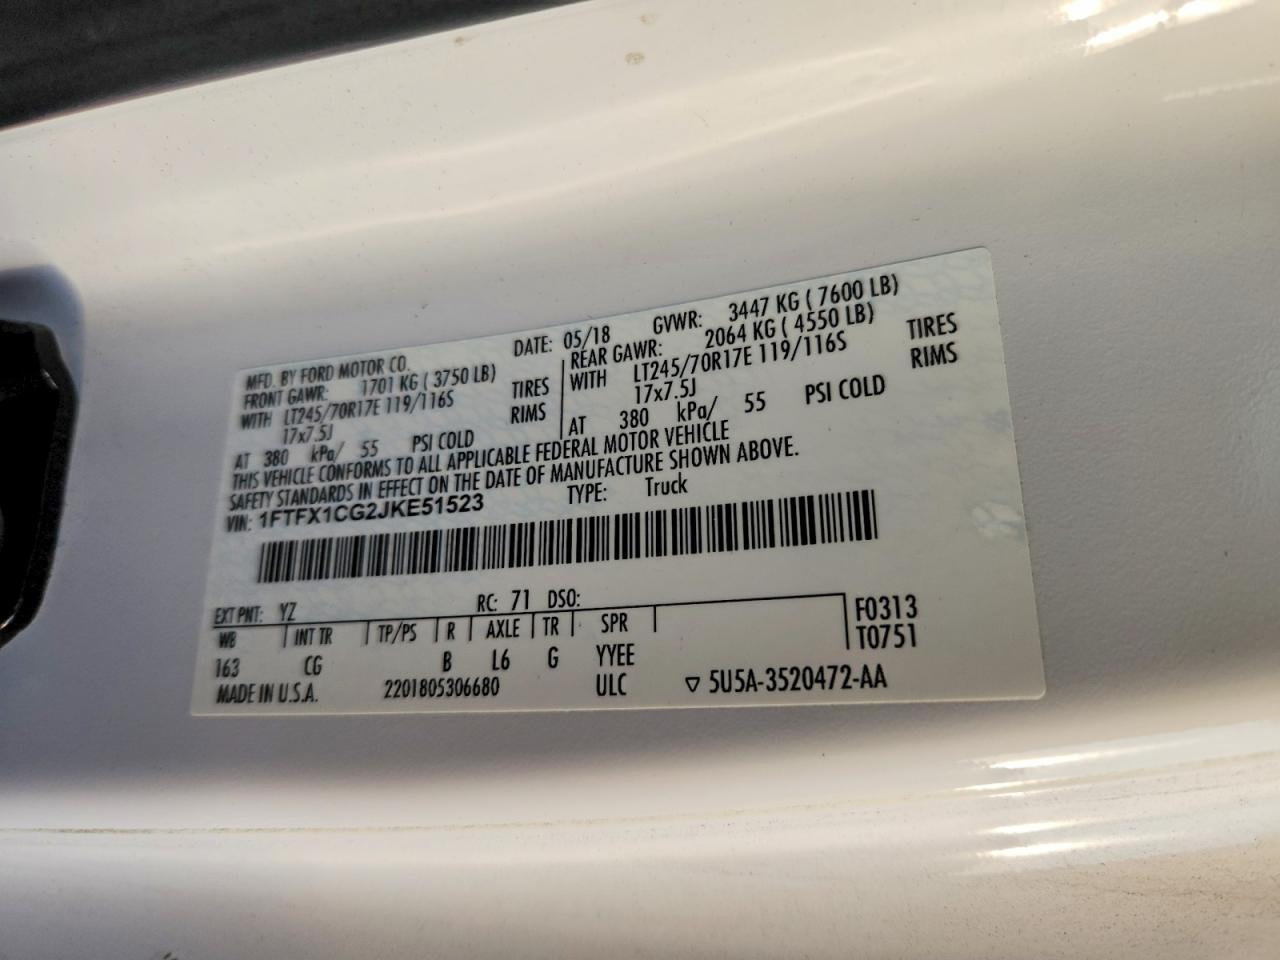 MFD. BY FORD MOTOR CO.
DATE: 05/18 GVWR: 3447 KG ( 7600 LB)
FRONT GAWR: 1701 KG ( 3750 LB)
WITH LT245/70R17E 119/116S TIRES
17x7.5J RIMS
AT 380 kPa/ 55 PSI COLD
REAR GAWR: 2064 KG ( 4550 LB)
WITH LT245/70R17E 119/116S TIRES
17x7.5J RIMS
AT 380 kPa/ 55 PSI COLD
THIS VEHICLE CONFORMS TO ALL APPLICABLE FEDERAL MOTOR VEHICLE
SAFETY STANDARDS IN EFFECT ON THE DATE OF MANUFACTURE SHOWN ABOVE.
VIN: 1FTFX1CG2JKE51523 TYPE: Truck
EXT PNT: YZ RC: 71 DSO:
WB INT TR TP/PS R AXLE TR SPR F0313
T0751
163 CG B L6 G YYEE
MADE IN U.S.A. 2201805306680 ULC ▽ 5U5A-3520472-AA